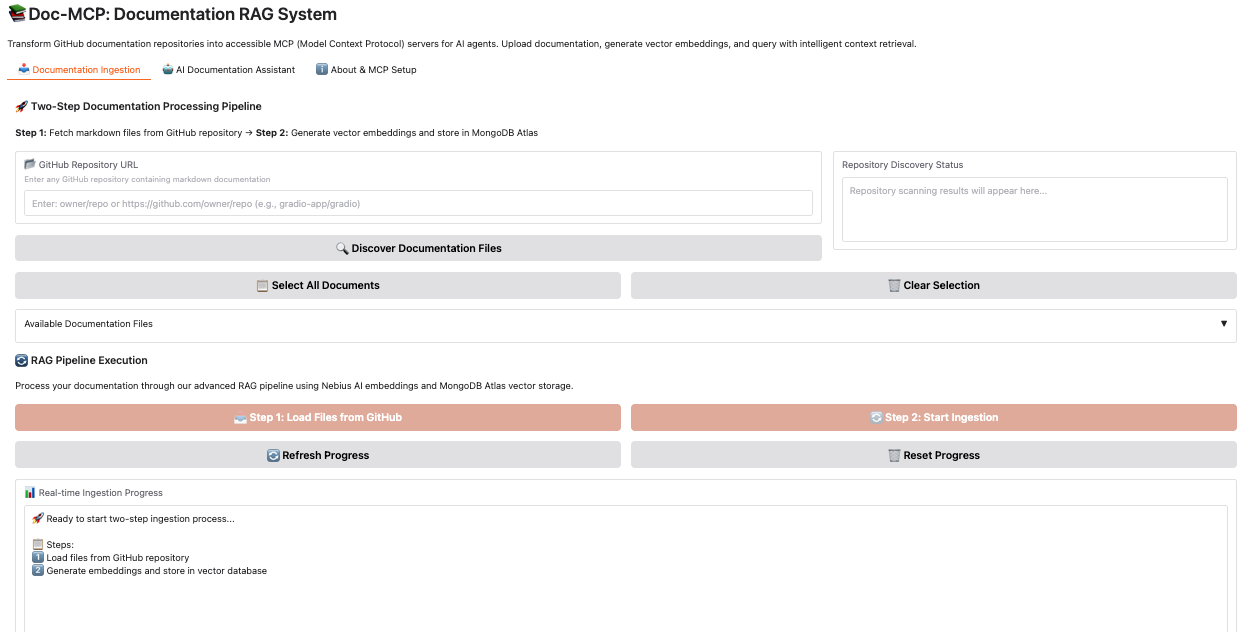 Doc-MCP: Documentation RAG System
Transform GitHub documentation repositories into accessible MCP (Model Context Protocol) servers for AI agents. Upload documentation, generate vector embeddings, and query with intelligent context retrieval.
Documentation Ingestion
AI Documentation Assistant
About & MCP Setup
Two-Step Documentation Processing Pipeline
Step 1: Fetch markdown files from GitHub repository → Step 2: Generate vector embeddings and store in MongoDB Atlas
GitHub Repository URL
Enter any GitHub repository containing markdown documentation
Enter: owner/repo or https://github.com/owner/repo (e.g., gradio-app/gradio)
Repository Discovery Status
Repository scanning results will appear here...
Discover Documentation Files
Select All Documents
Clear Selection
Available Documentation Files
RAG Pipeline Execution
Process your documentation through our advanced RAG pipeline using Nebius AI embeddings and MongoDB Atlas vector storage.
Step 1: Load Files from GitHub
Step 2: Start Ingestion
Refresh Progress
Reset Progress
Real-time Ingestion Progress
Ready to start two-step ingestion process...
Steps:
1 Load files from GitHub repository
2 Generate embeddings and store in vector database